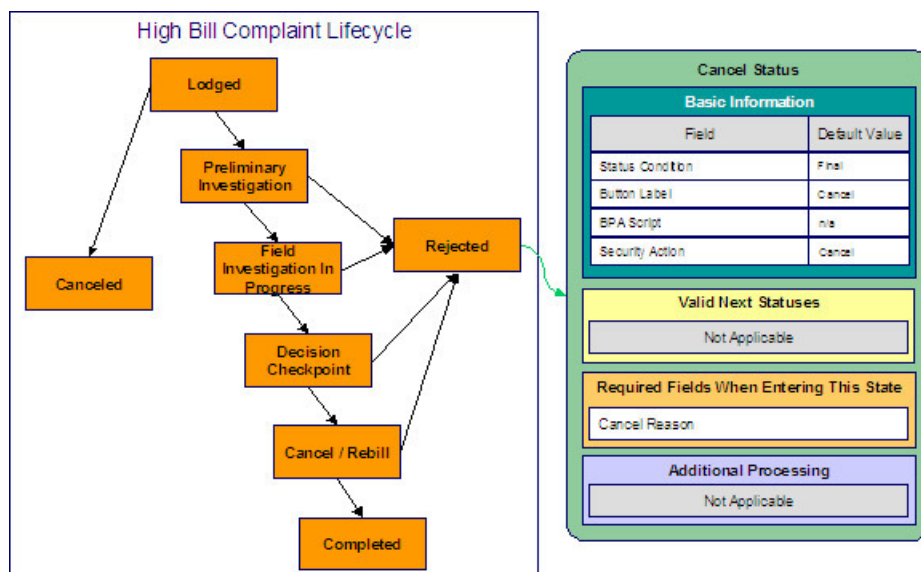 High Bill Complaint Lifecycle
Lodged
Preliminary
Investigation
Field
Investigation In
Progress
Rejected
Canceled
Decision
Checkpoint
Cancel / Rebill
Completed
Cancel Status
Basic Information
Field Default Value
Status Condition Final
Button Label Cancel
BPA Script n/a
Security Action Cancel
Valid Next Statuses
Not Applicable
Required Fields When Entering This State
Cancel Reason
Additional Processing
Not Applicable